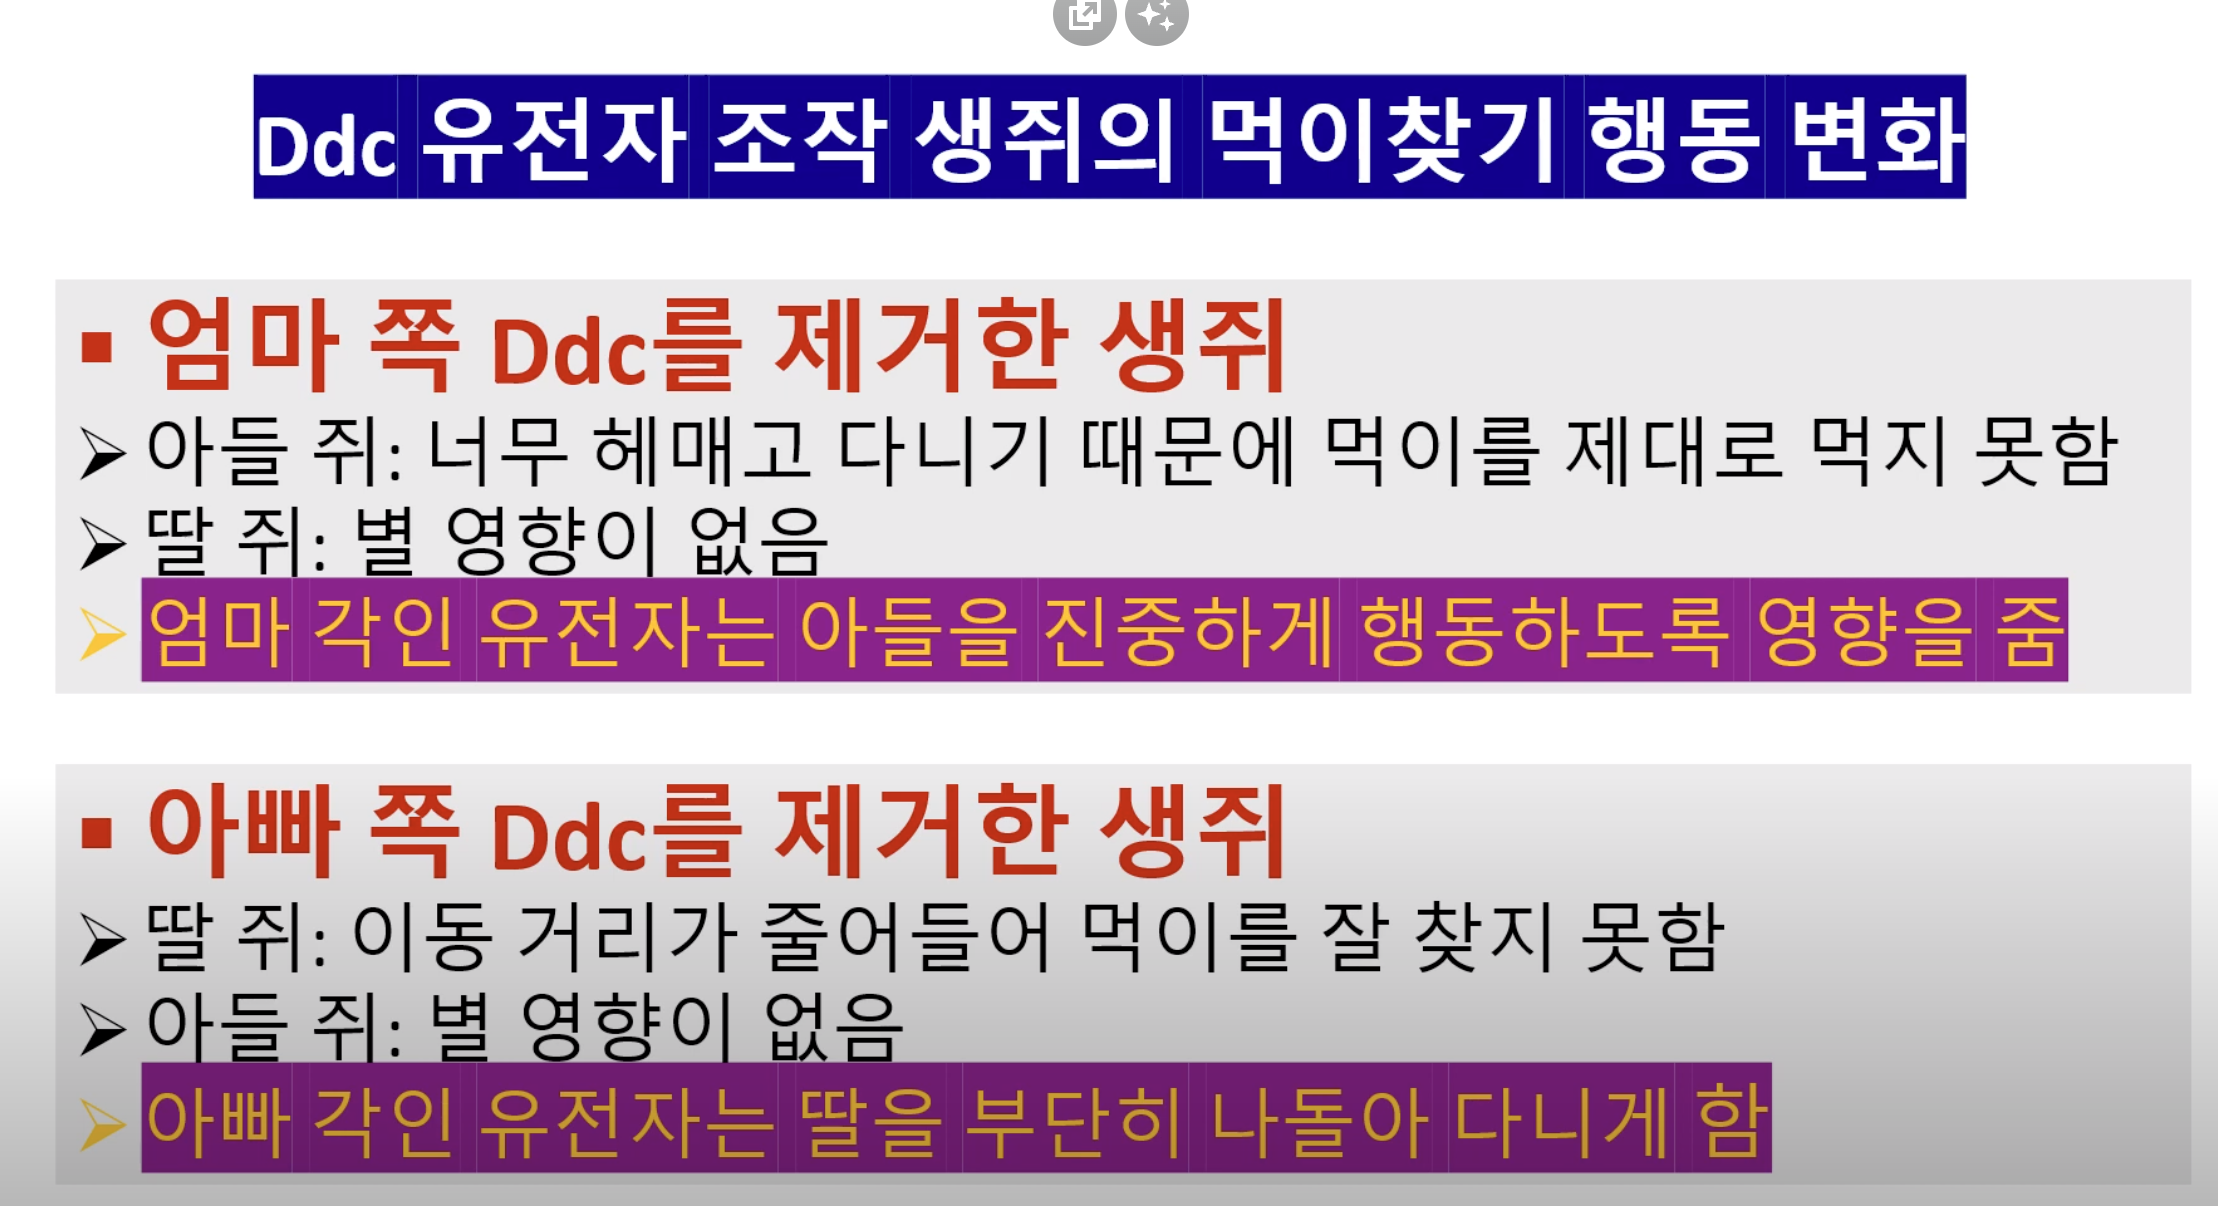 Ddc 유전자 조작 생쥐의 먹이찾기 행동 변화
▪ 엄마 쪽 Ddc를 제거한 생쥐
➢ 아들 쥐: 너무 헤매고 다니기 때문에 먹이를 제대로 먹지 못함
➢ 딸 쥐: 별 영향이 없음
➢ 엄마 각인 유전자는 아들을 진중하게 행동하도록 영향을 줌
▪ 아빠 쪽 Ddc를 제거한 생쥐
➢ 딸 쥐: 이동 거리가 줄어들어 먹이를 잘 찾지 못함
➢ 아들 쥐: 별 영향이 없음
➢ 아빠 각인 유전자는 딸을 부단히 나돌아 다니게 함